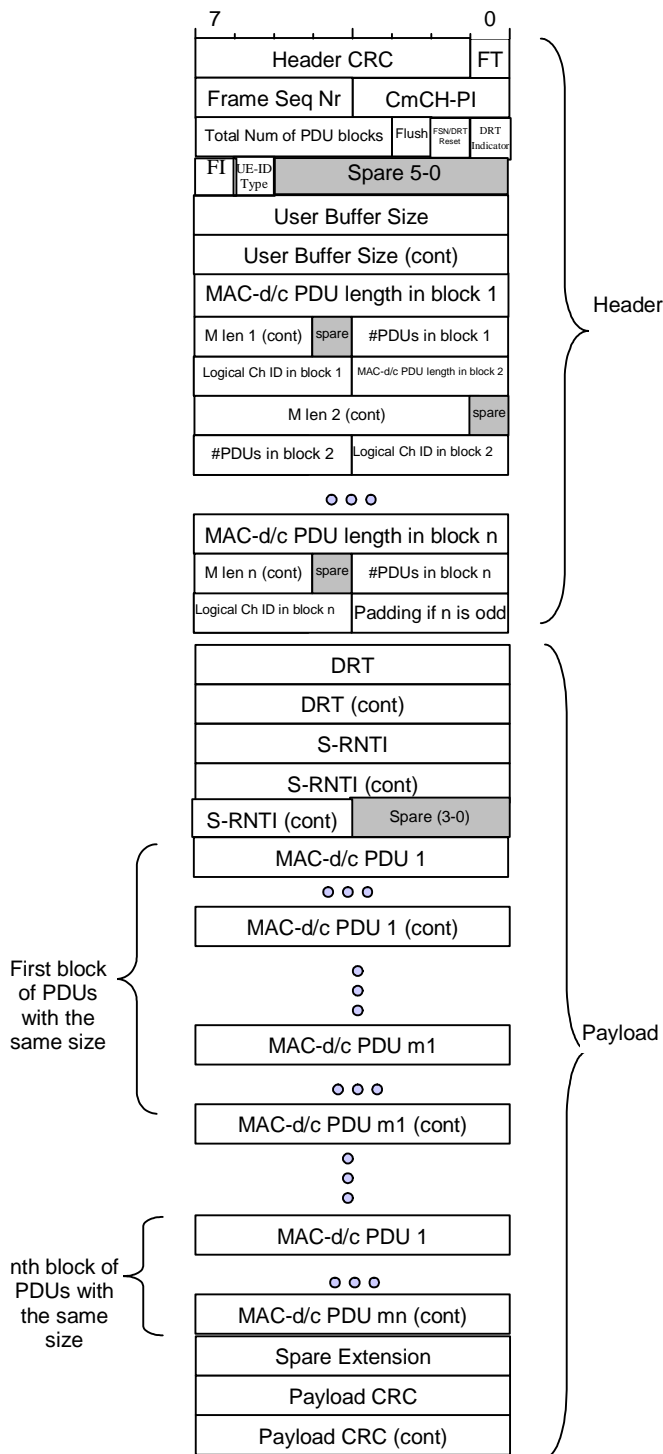 7 0
Header CRC FT
Frame Seq Nr CmCH-PI
Total Num of PDU blocks Flush FSN/DRT Reset DRT Indicator
FI UE-ID Type Spare 5-0
User Buffer Size
User Buffer Size (cont)
MAC-d/c PDU length in block 1
Header
M len 1 (cont) spare #PDUs in block 1
Logical Ch ID in block 1 MAC-d/c PDU length in block 2
M len 2 (cont) spare
#PDUs in block 2 Logical Ch ID in block 2
MAC-d/c PDU length in block n
M len n (cont) spare #PDUs in block n
Logical Ch ID in block n Padding if n is odd
DRT
DRT (cont)
S-RNTI
S-RNTI (cont)
S-RNTI (cont) Spare (3-0)
MAC-d/c PDU 1
MAC-d/c PDU 1 (cont)
First block
of PDUs
with the
same size
MAC-d/c PDU m1
Payload
MAC-d/c PDU m1 (cont)
MAC-d/c PDU 1
nth block of
PDUs with
the same
size
MAC-d/c PDU mn (cont)
Spare Extension
Payload CRC
Payload CRC (cont)